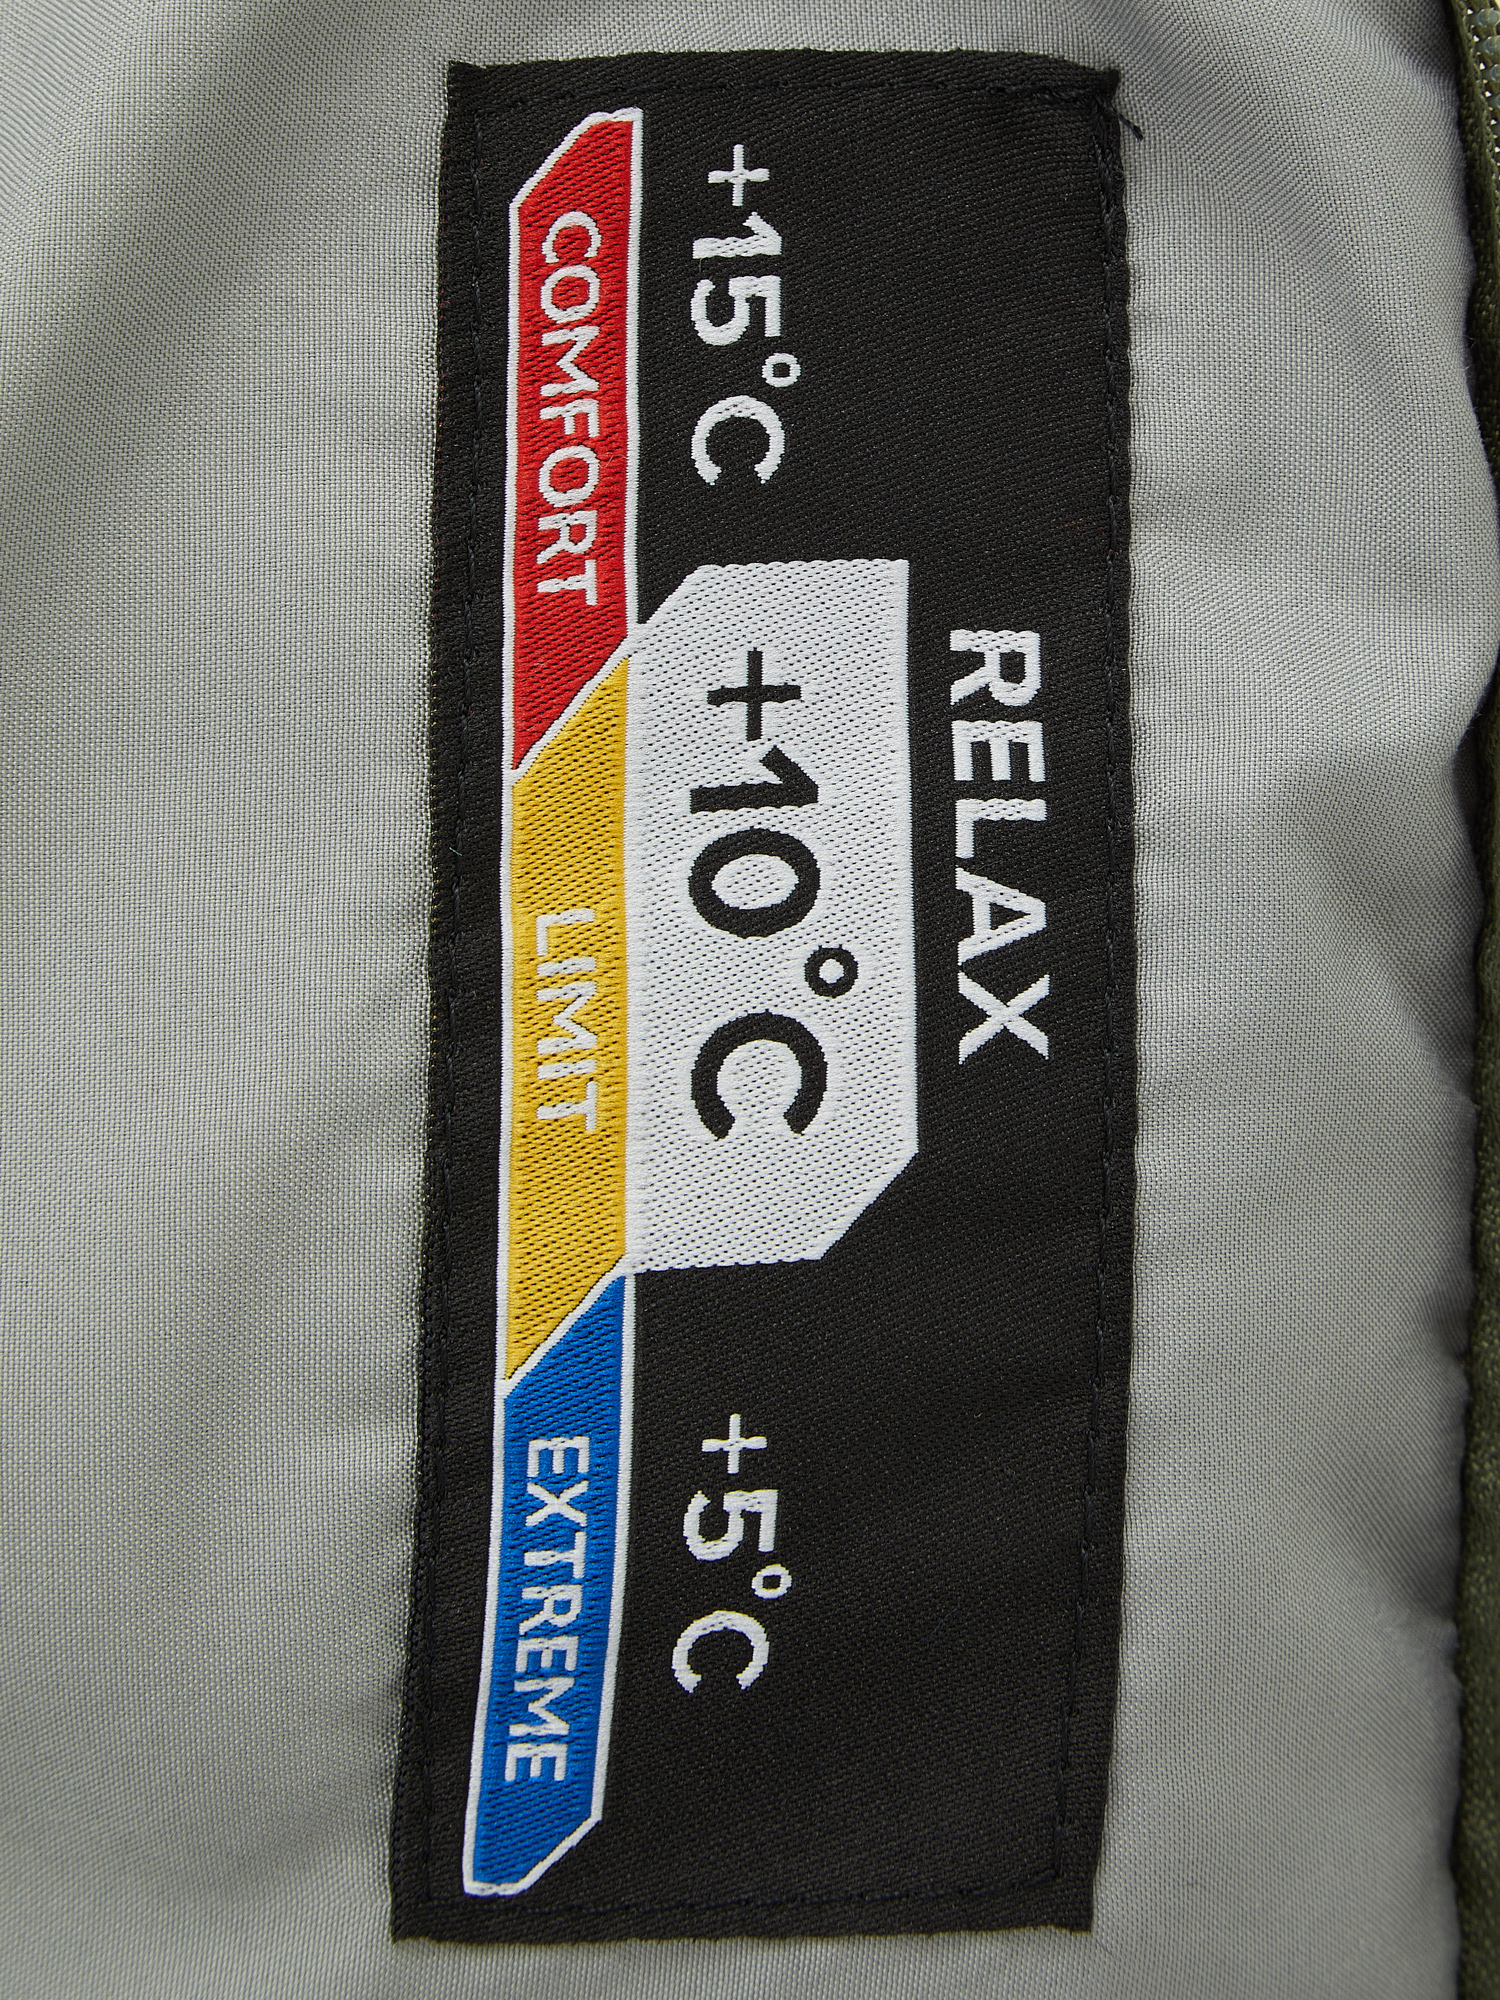 RELAX
+15°C +10°C +5°C
COMFORT LIMIT EXTREME